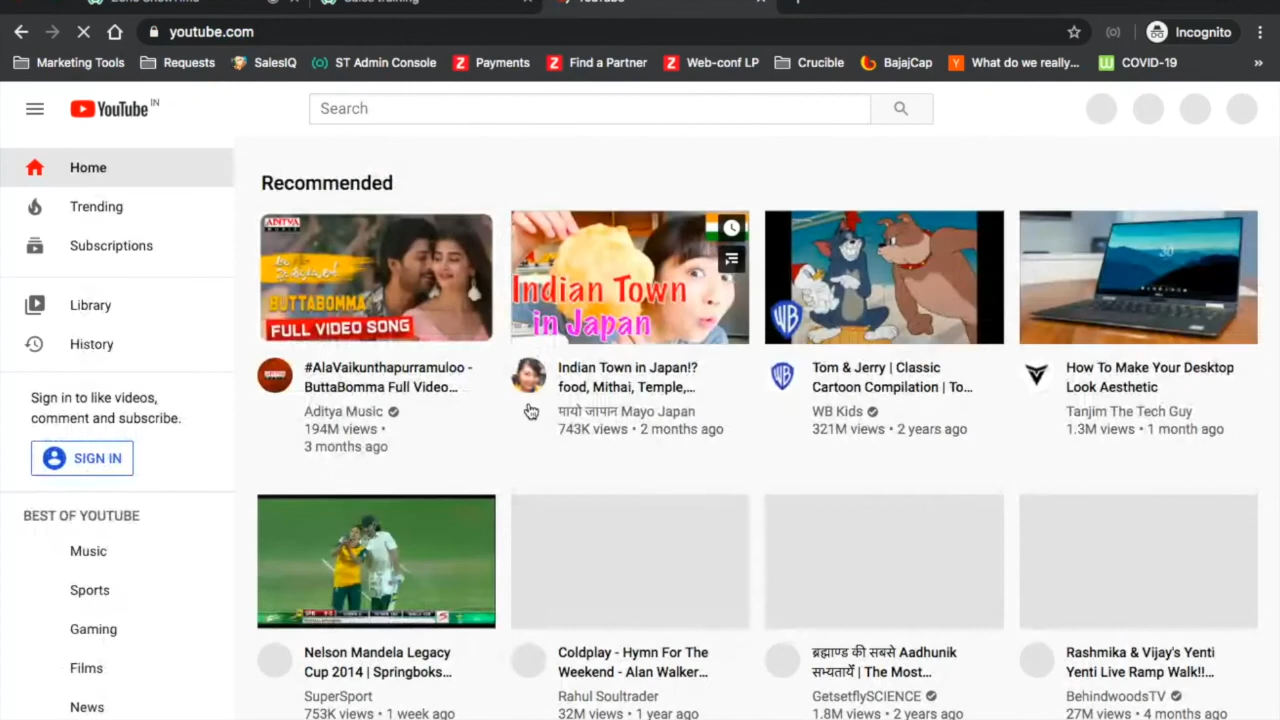 Sales training
YouTube
youtube.com
Incognito
Marketing Tools
Requests
SalesIQ
ST Admin Console
Payments
Find a Partner
Web-conf LP
Crucible
BajajCap
What do we really...
COVID-19
»
YouTube IN
Search
Home
Trending
Subscriptions
Library
History
Sign in to like videos,
comment and subscribe.
SIGN IN
BEST OF YOUTUBE
Music
Sports
Gaming
Films
News
Recommended
ADITYA
MUSIC
BUTTABOMMA
FULL VIDEO SONG
#AlaVaikunthapurramuloo -
ButtaBomma Full Video...
Aditya Music
194M views •
3 months ago
Indian Town
in Japan
Indian Town in Japan!?
food, Mithai, Temple,...
मायो जापान Mayo Japan
743K views • 2 months ago
WB
Tom & Jerry | Classic
Cartoon Compilation | To...
WB Kids
321M views • 2 years ago
How To Make Your Desktop
Look Aesthetic
Tanjim The Tech Guy
1.3M views • 1 month ago
Nelson Mandela Legacy
Cup 2014 | Springboks...
SuperSport
753K views • 1 week ago
Coldplay - Hymn For The
Weekend - Alan Walker...
Rahul Soultrader
32M views • 1 year ago
ब्रह्माण्ड की सबसे Aadhunik
सभ्यतायेँ | The Most...
GetsetflySCIENCE
1.8M views • 2 years ago
Rashmika & Vijay's Yenti
Yenti Live Ramp Walk!!...
BehindwoodsTV
27M views • 4 months ago